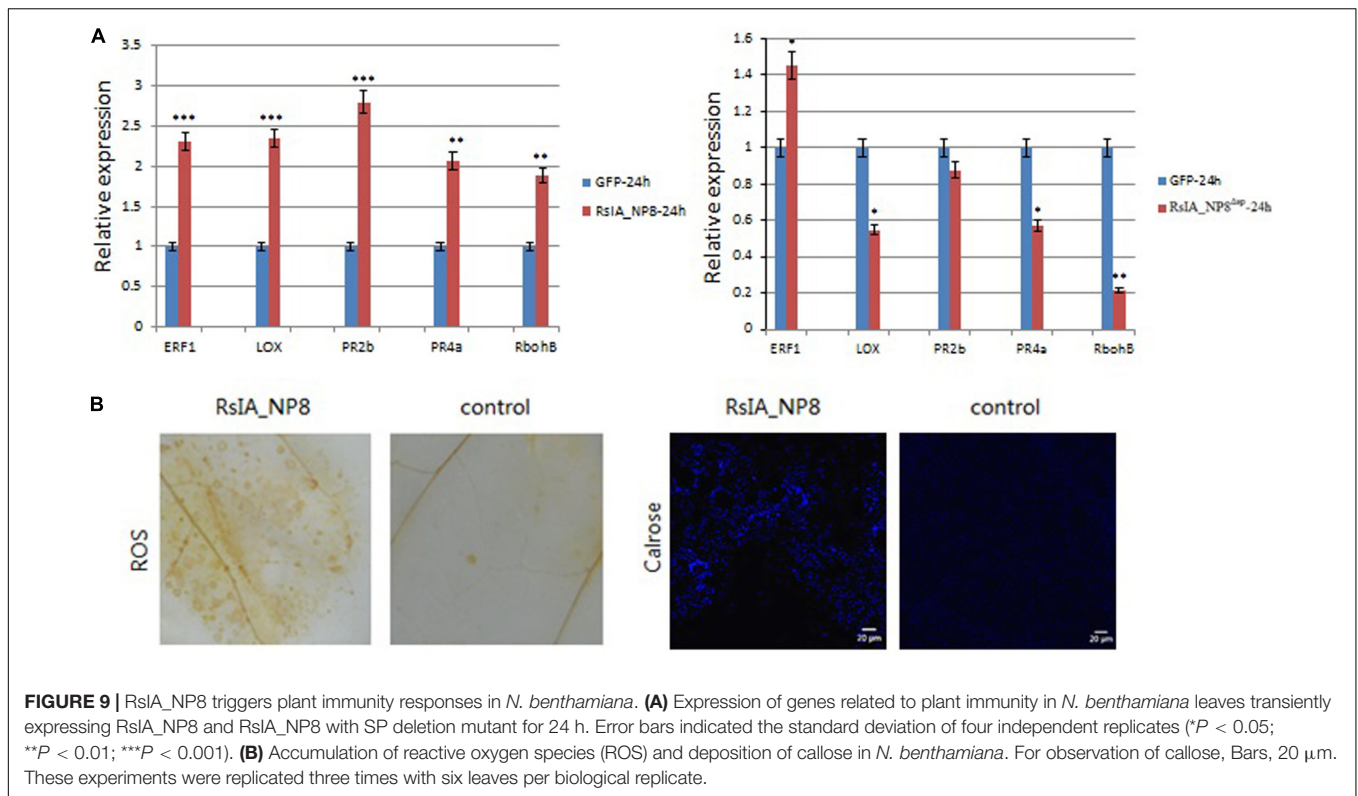 A
3.5
3
2.5
2
1.5
1
0.5
0
Relative expression
***
***
***
**
**
ERF1 LOX PR2b PR4a RbohB
GFP-24h
RsIA_NP8-24h
1.6
1.4
1.2
1
0.8
0.6
0.4
0.2
0
Relative expression
*
*
*
**
ERF1 LOX PR2b PR4a RbohB
GFP-24h
RsIA_NP8Δsp-24h
B
RsIA_NP8 control
ROS
RsIA_NP8 control
Calrose
20 μm
20 μm
FIGURE 9 | RsIA_NP8 triggers plant immunity responses in N. benthamiana. (A) Expression of genes related to plant immunity in N. benthamiana leaves transiently
expressing RsIA_NP8 and RsIA_NP8 with SP deletion mutant for 24 h. Error bars indicated the standard deviation of four independent replicates (*P < 0.05;
**P < 0.01; ***P < 0.001). (B) Accumulation of reactive oxygen species (ROS) and deposition of callose in N. benthamiana. For observation of callose, Bars, 20 μm.
These experiments were replicated three times with six leaves per biological replicate.